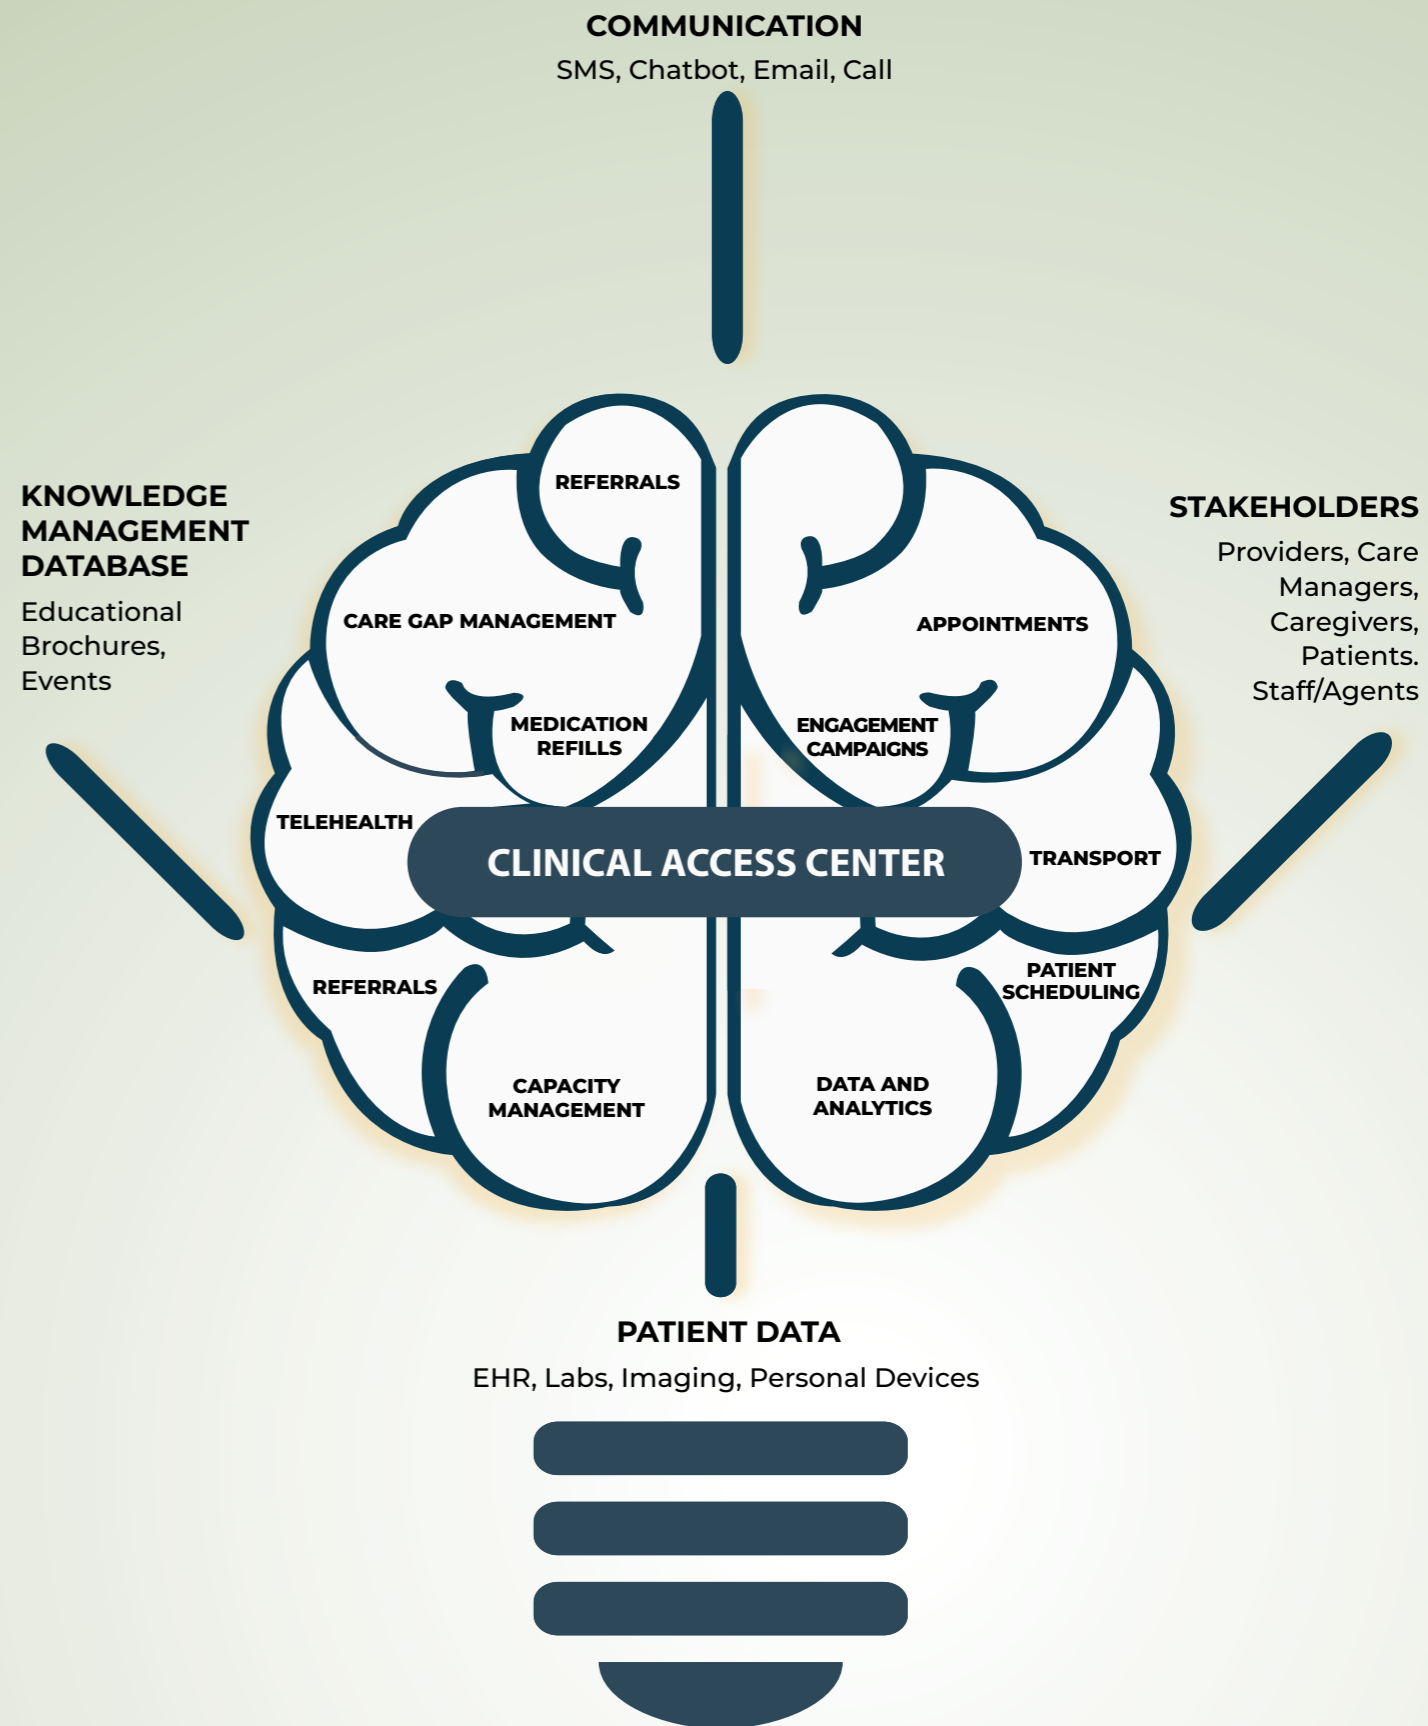 COMMUNICATION
SMS, Chatbot, Email, Call
KNOWLEDGE
MANAGEMENT
DATABASE
Educational
Brochures,
Events
STAKEHOLDERS
Providers, Care
Managers,
Caregivers,
Patients.
Staff/Agents
REFERRALS
CARE GAP MANAGEMENT
MEDICATION
REFILLS
TELEHEALTH
REFERRALS
CAPACITY
MANAGEMENT
APPOINTMENTS
ENGAGEMENT
CAMPAIGNS
CLINICAL ACCESS CENTER
TRANSPORT
PATIENT
SCHEDULING
DATA AND
ANALYTICS
PATIENT DATA
EHR, Labs, Imaging, Personal Devices